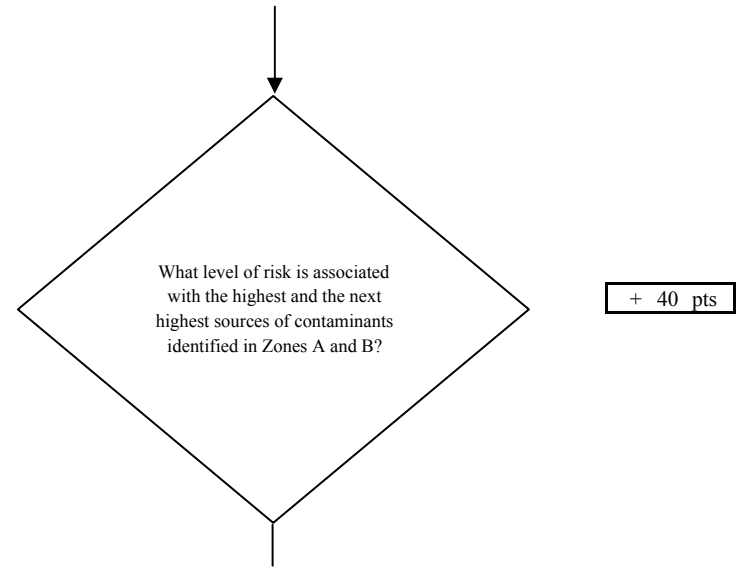 What level of risk is associated
with the highest and the next
highest sources of contaminants
identified in Zones A and B?
+ 40 pts